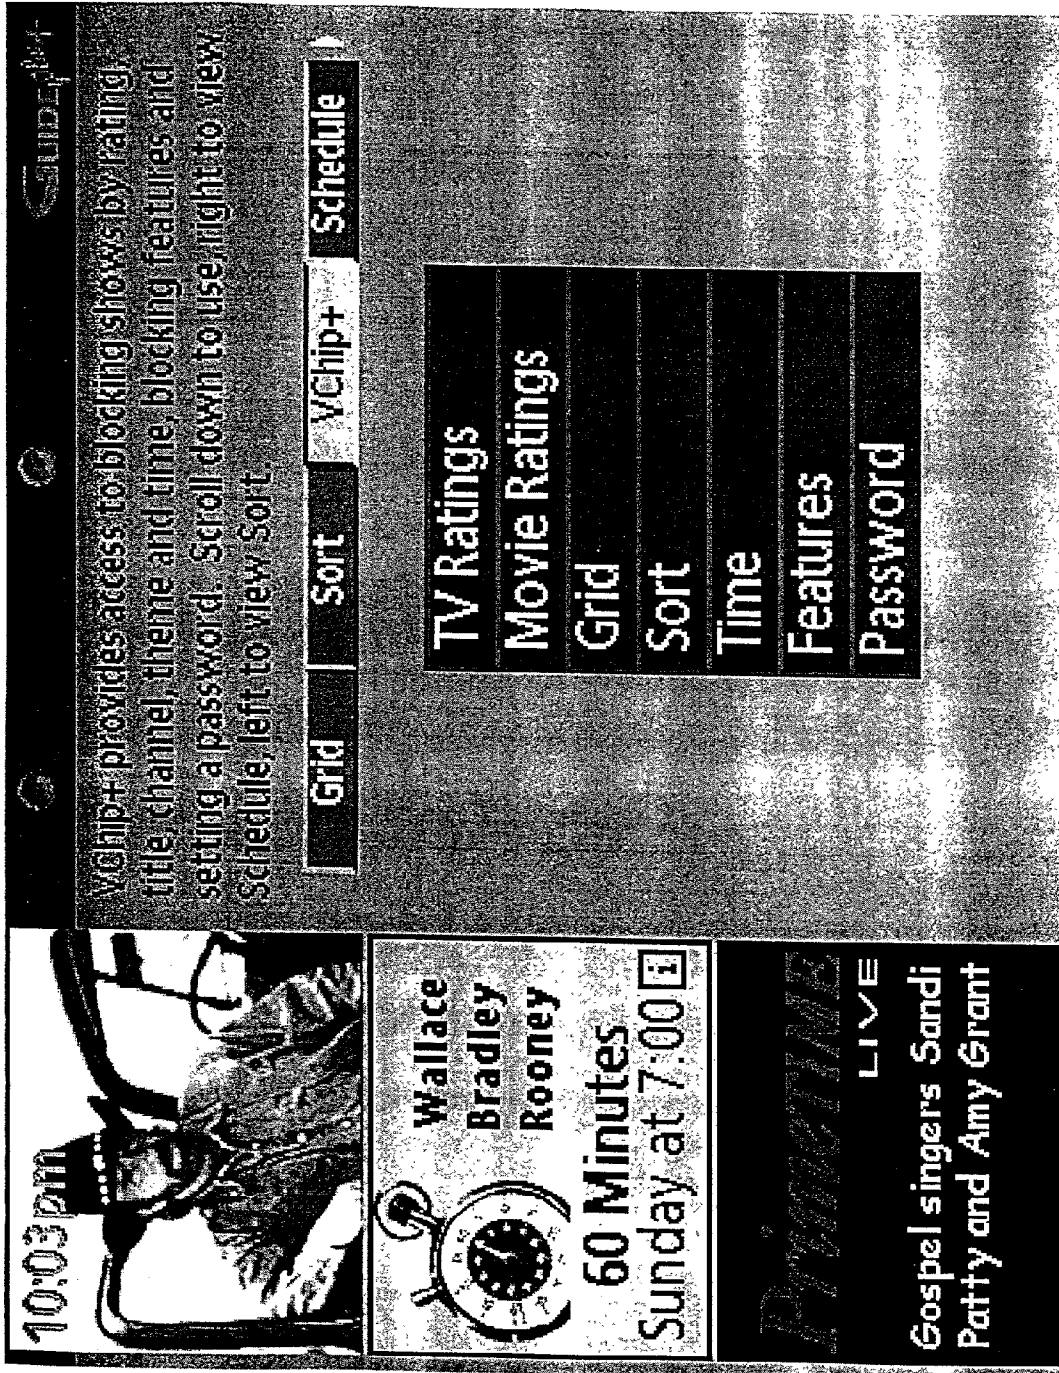 10:03pm
GUIDE+
VChip+ provides access to blocking shows by rating,
title, channel, theme and time, blocking features and
setting a password. Scroll down to use, right to view
Schedule, left to view Sort.
Grid
Sort
VChip+
Schedule
TV Ratings
Movie Ratings
Grid
Sort
Time
Features
Password
Wallace
Bradley
Rooney
60 Minutes
Sunday at 7:00 i
PrimeTIME
LIVE
Gospel singers Sandi
Patty and Amy Grant